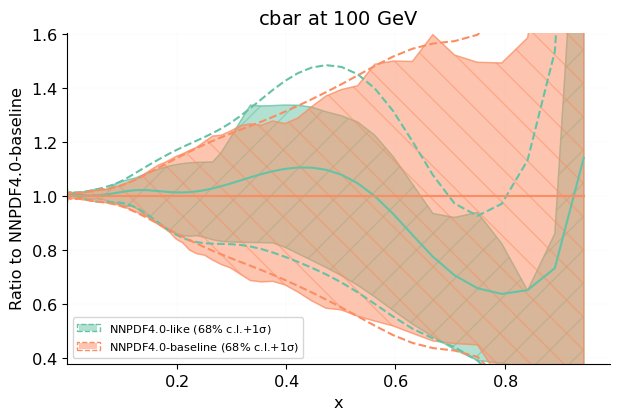 cbar at 100 GeV
Ratio to NNPDF4.0-baseline
1.6
1.4
1.2
1.0
0.8
0.6
0.4
NNPDF4.0-like (68% c.l.+1σ)
NNPDF4.0-baseline (68% c.l.+1σ)
0.2 0.4 0.6 0.8
x